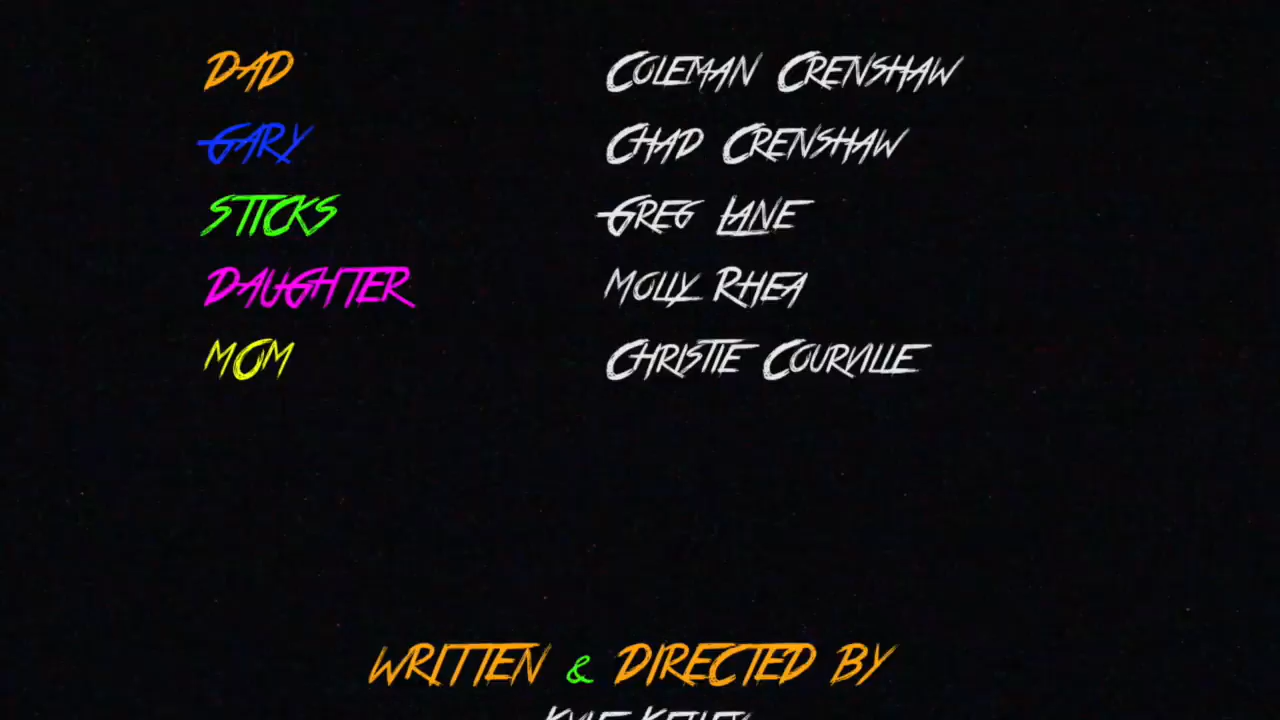 DAD COLEMAN CRENSHAW
GARY CHAD CRENSHAW
STICKS GREG LANE
DAUGHTER MOLLY RHEA
MOM CHRISTIE COURVILLE
WRITTEN & DIRECTED BY